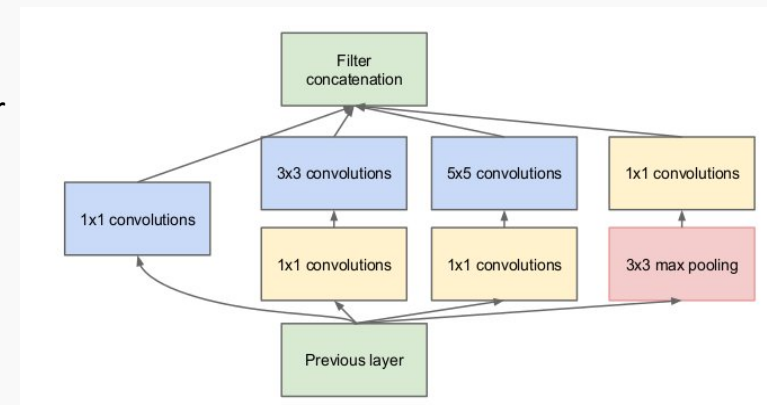 Filter
concatenation
3x3 convolutions
5x5 convolutions
1x1 convolutions
1x1 convolutions
1x1 convolutions
1x1 convolutions
3x3 max pooling
Previous layer